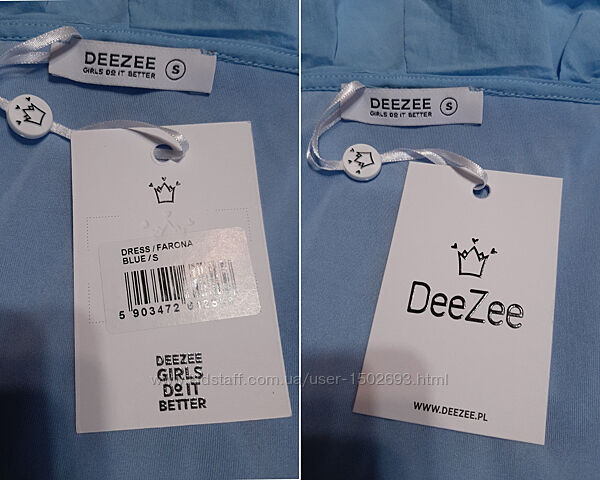 DEEZEE S
GIRLS DO IT BETTER
DRESS / FARONA
BLUE / S
5 903472
DEEZEE
GIRLS
DO IT
BETTER
DEEZEE S
GIRLS DO IT BETTER
DeeZee
WWW.DEEZEE.PL